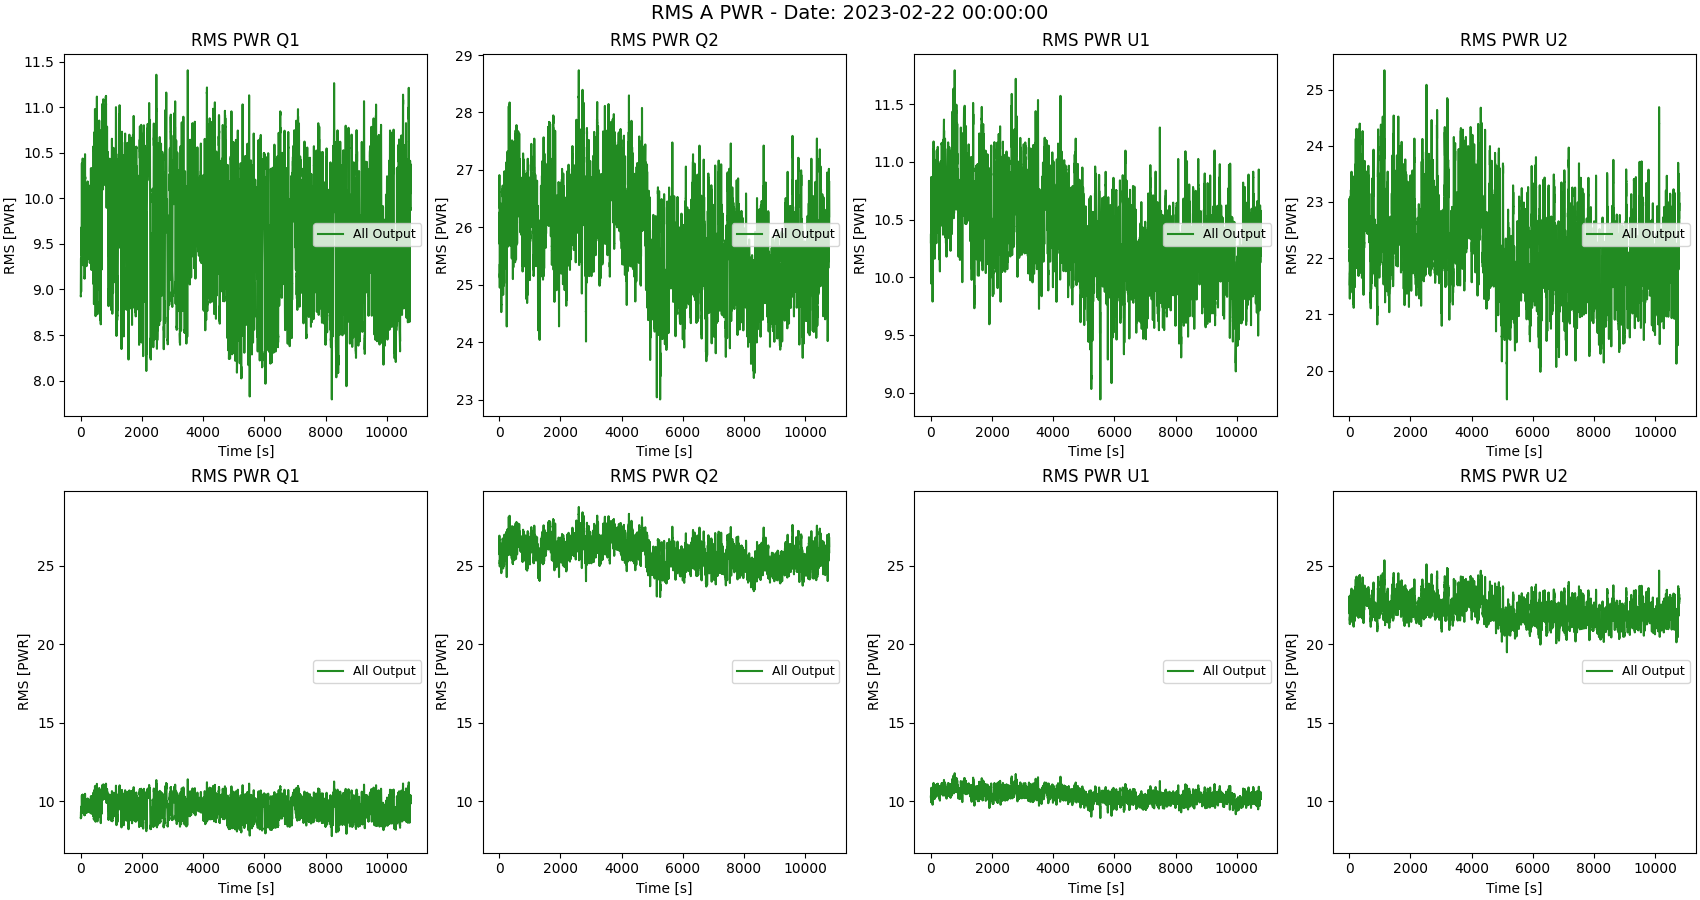 RMS A PWR - Date: 2023-02-22 00:00:00
RMS PWR Q1
RMS [PWR]
11.5
11.0
10.5
10.0
9.5
9.0
8.5
8.0
All Output
0 2000 4000 6000 8000 10000
Time [s]
RMS PWR Q2
RMS [PWR]
29
28
27
26
25
24
23
All Output
0 2000 4000 6000 8000 10000
Time [s]
RMS PWR U1
RMS [PWR]
11.5
11.0
10.5
10.0
9.5
9.0
All Output
0 2000 4000 6000 8000 10000
Time [s]
RMS PWR U2
RMS [PWR]
25
24
23
22
21
20
All Output
0 2000 4000 6000 8000 10000
Time [s]
RMS PWR Q1
RMS [PWR]
25
20
15
10
All Output
0 2000 4000 6000 8000 10000
Time [s]
RMS PWR Q2
RMS [PWR]
25
20
15
10
All Output
0 2000 4000 6000 8000 10000
Time [s]
RMS PWR U1
RMS [PWR]
25
20
15
10
All Output
0 2000 4000 6000 8000 10000
Time [s]
RMS PWR U2
RMS [PWR]
25
20
15
10
All Output
0 2000 4000 6000 8000 10000
Time [s]